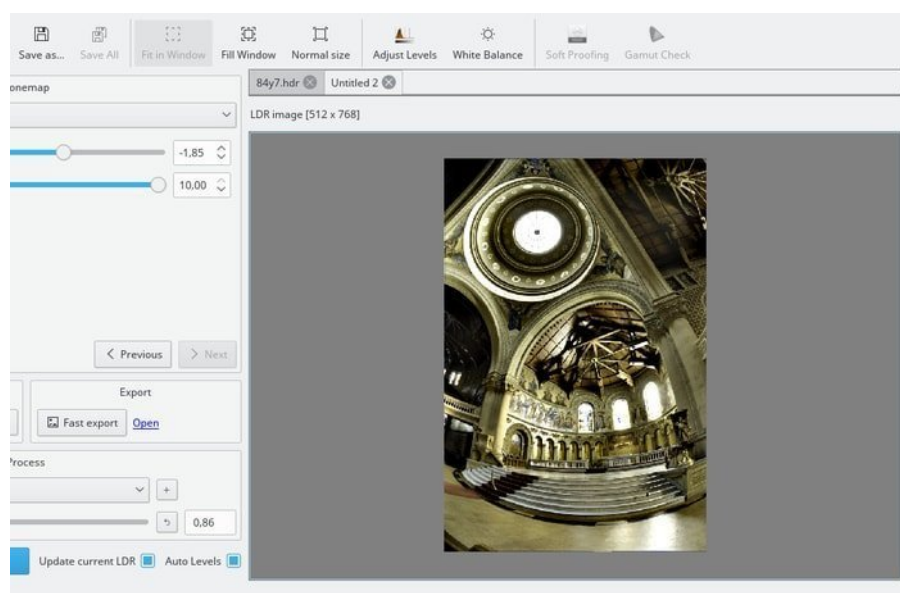 Save as... Save All Fit in Window Fill Window Normal size Adjust Levels White Balance Soft Proofing Gamut Check
84y7.hdr Untitled 2
onemap
LDR image [512 x 768]
-1,85
10,00
Previous Next
Export
Fast export Open
Process
0,86
Update current LDR Auto Levels